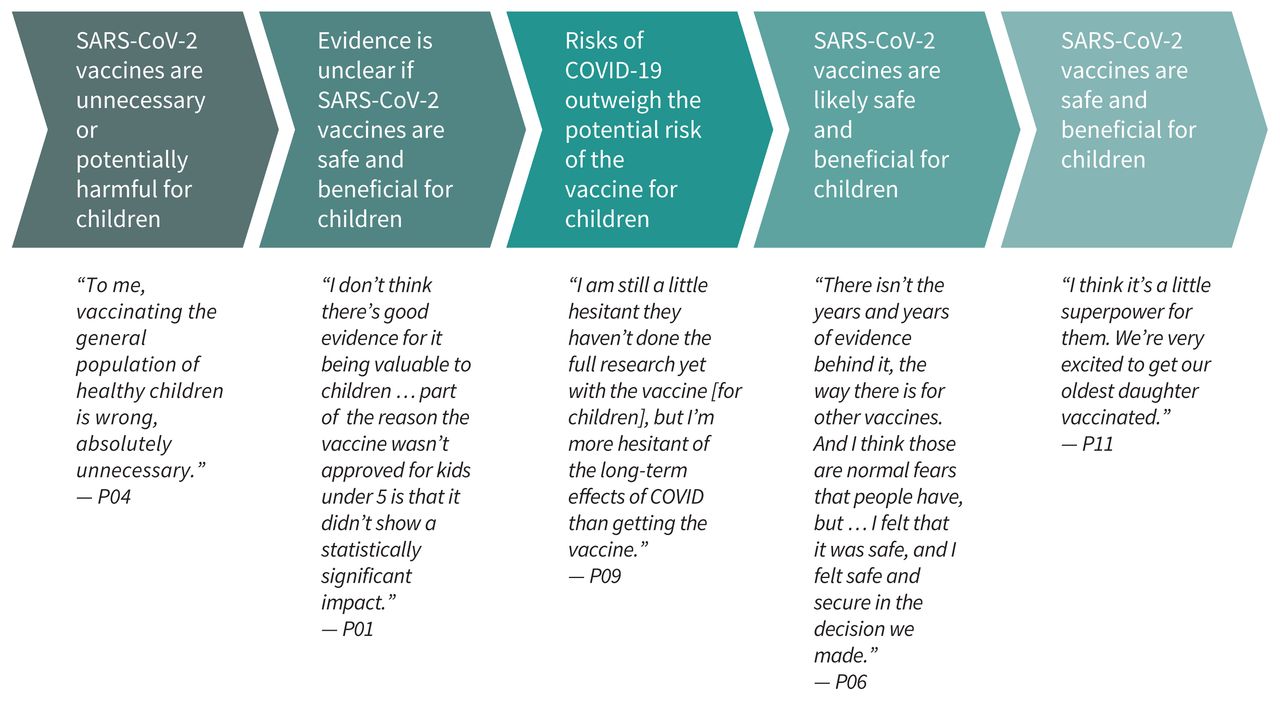 SARS-CoV-2
vaccines are
unnecessary
or
potentially
harmful for
children
Evidence is
unclear if
SARS-CoV-2
vaccines are
safe and
beneficial for
children
Risks of
COVID-19
outweigh the
potential risk
of the
vaccine for
children
SARS-CoV-2
vaccines are
likely safe
and
beneficial for
children
SARS-CoV-2
vaccines are
safe and
beneficial for
children
“To me,
vaccinating the
general
population of
healthy children
is wrong,
absolutely
unnecessary.”
— P04
“I don’t think
there’s good
evidence for it
being valuable to
children … part
of the reason the
vaccine wasn’t
approved for kids
under 5 is that it
didn’t show a
statistically
significant
impact.”
— P01
“I am still a little
hesitant they
haven’t done the
full research yet
with the vaccine [for
children], but I’m
more hesitant of
the long-term
effects of COVID
than getting the
vaccine.”
— P09
“There isn’t the
years and years
of evidence
behind it, the
way there is for
other vaccines.
And I think those
are normal fears
that people have,
but … I felt that
it was safe, and I
felt safe and
secure in the
decision we
made.”
— P06
“I think it’s a little
superpower for
them. We’re very
excited to get our
oldest daughter
vaccinated.”
— P11